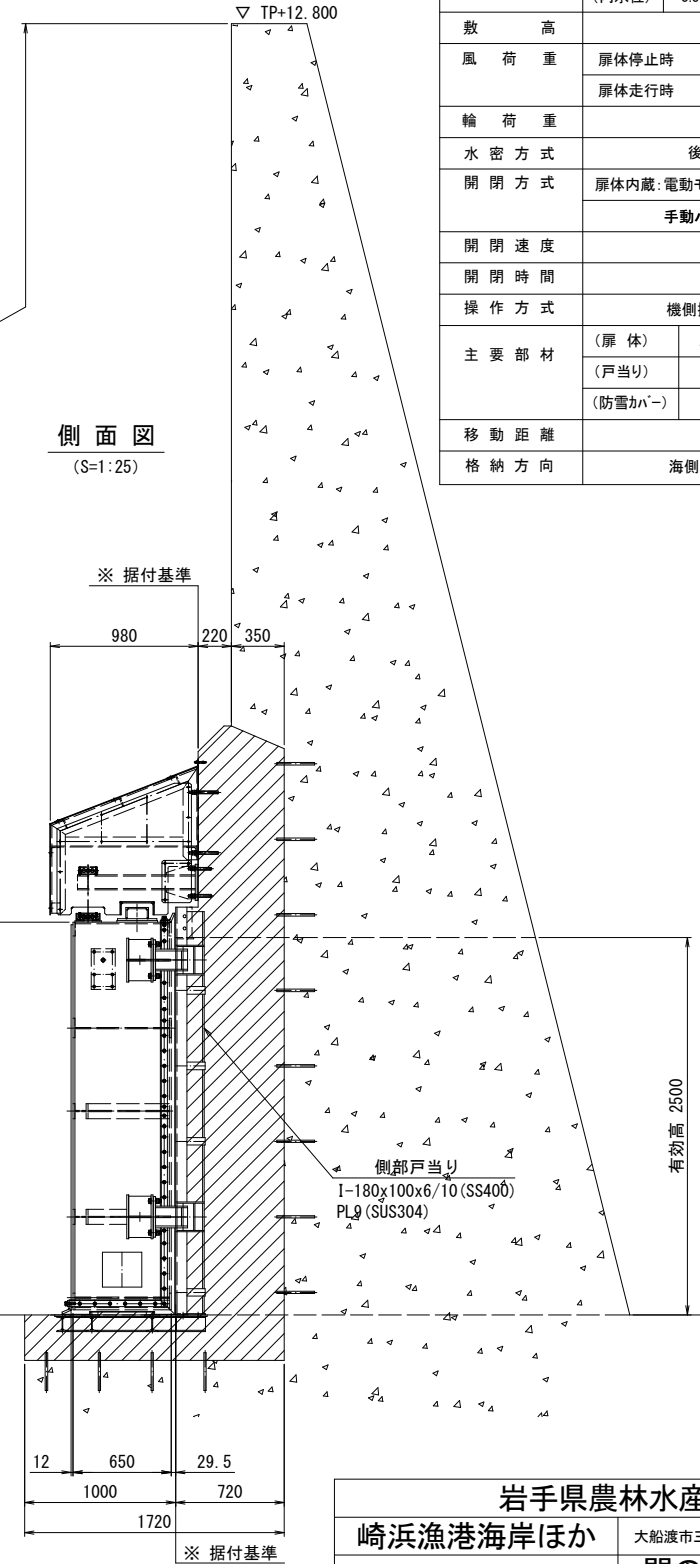 ▽ TP+12.800
敷 高
風 荷 重
扉体停止時
扉体走行時
輪 荷 重
水 密 方 式
後
開 閉 方 式
扉体内蔵:電動
手動
開 閉 速 度
開 閉 時 間
操 作 方 式
機側
主 要 部 材
(扉 体)
(戸当り)
(防雪ｶﾊﾞｰ)
移 動 距 離
格 納 方 向
海側
側 面 図
(S=1:25)
※ 据付基準
980
220
350
有効高 2500
側部戸当り
I-180x100x6/10(SS400)
PL9(SUS304)
12
650
29.5
1000
720
1720
※ 据付基準
岩手県農林水産
崎浜漁港海岸ほか
大船渡市三